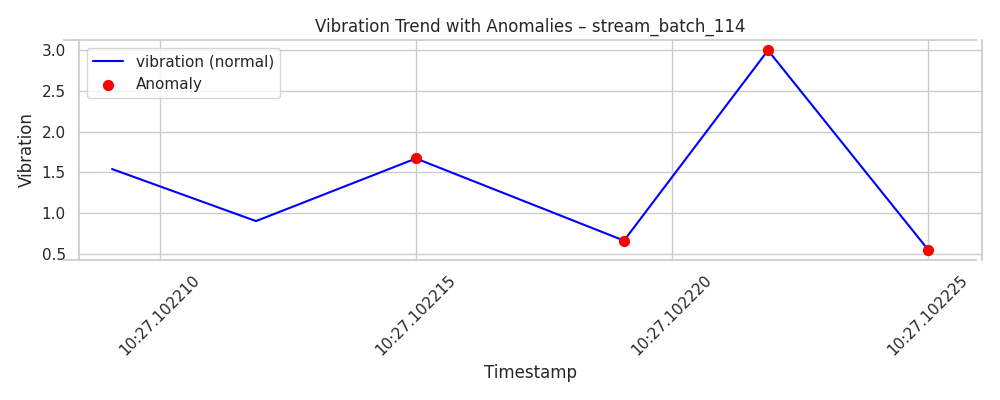 Vibration Trend with Anomalies – stream_batch_114
vibration (normal)
Anomaly
Vibration
3.0
2.5
2.0
1.5
1.0
0.5
10:27.102210
10:27.102215
10:27.102220
10:27.102225
Timestamp